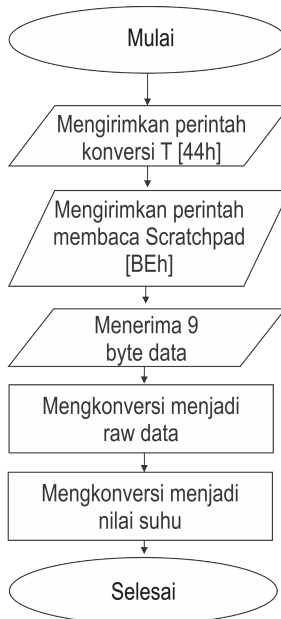 Mulai
Mengirimkan perintah
konversi T [44h]
Mengirimkan perintah
membaca Scratchpad
[BEh]
Menerima 9
byte data
Mengkonversi menjadi
raw data
Mengkonversi menjadi
nilai suhu
Selesai